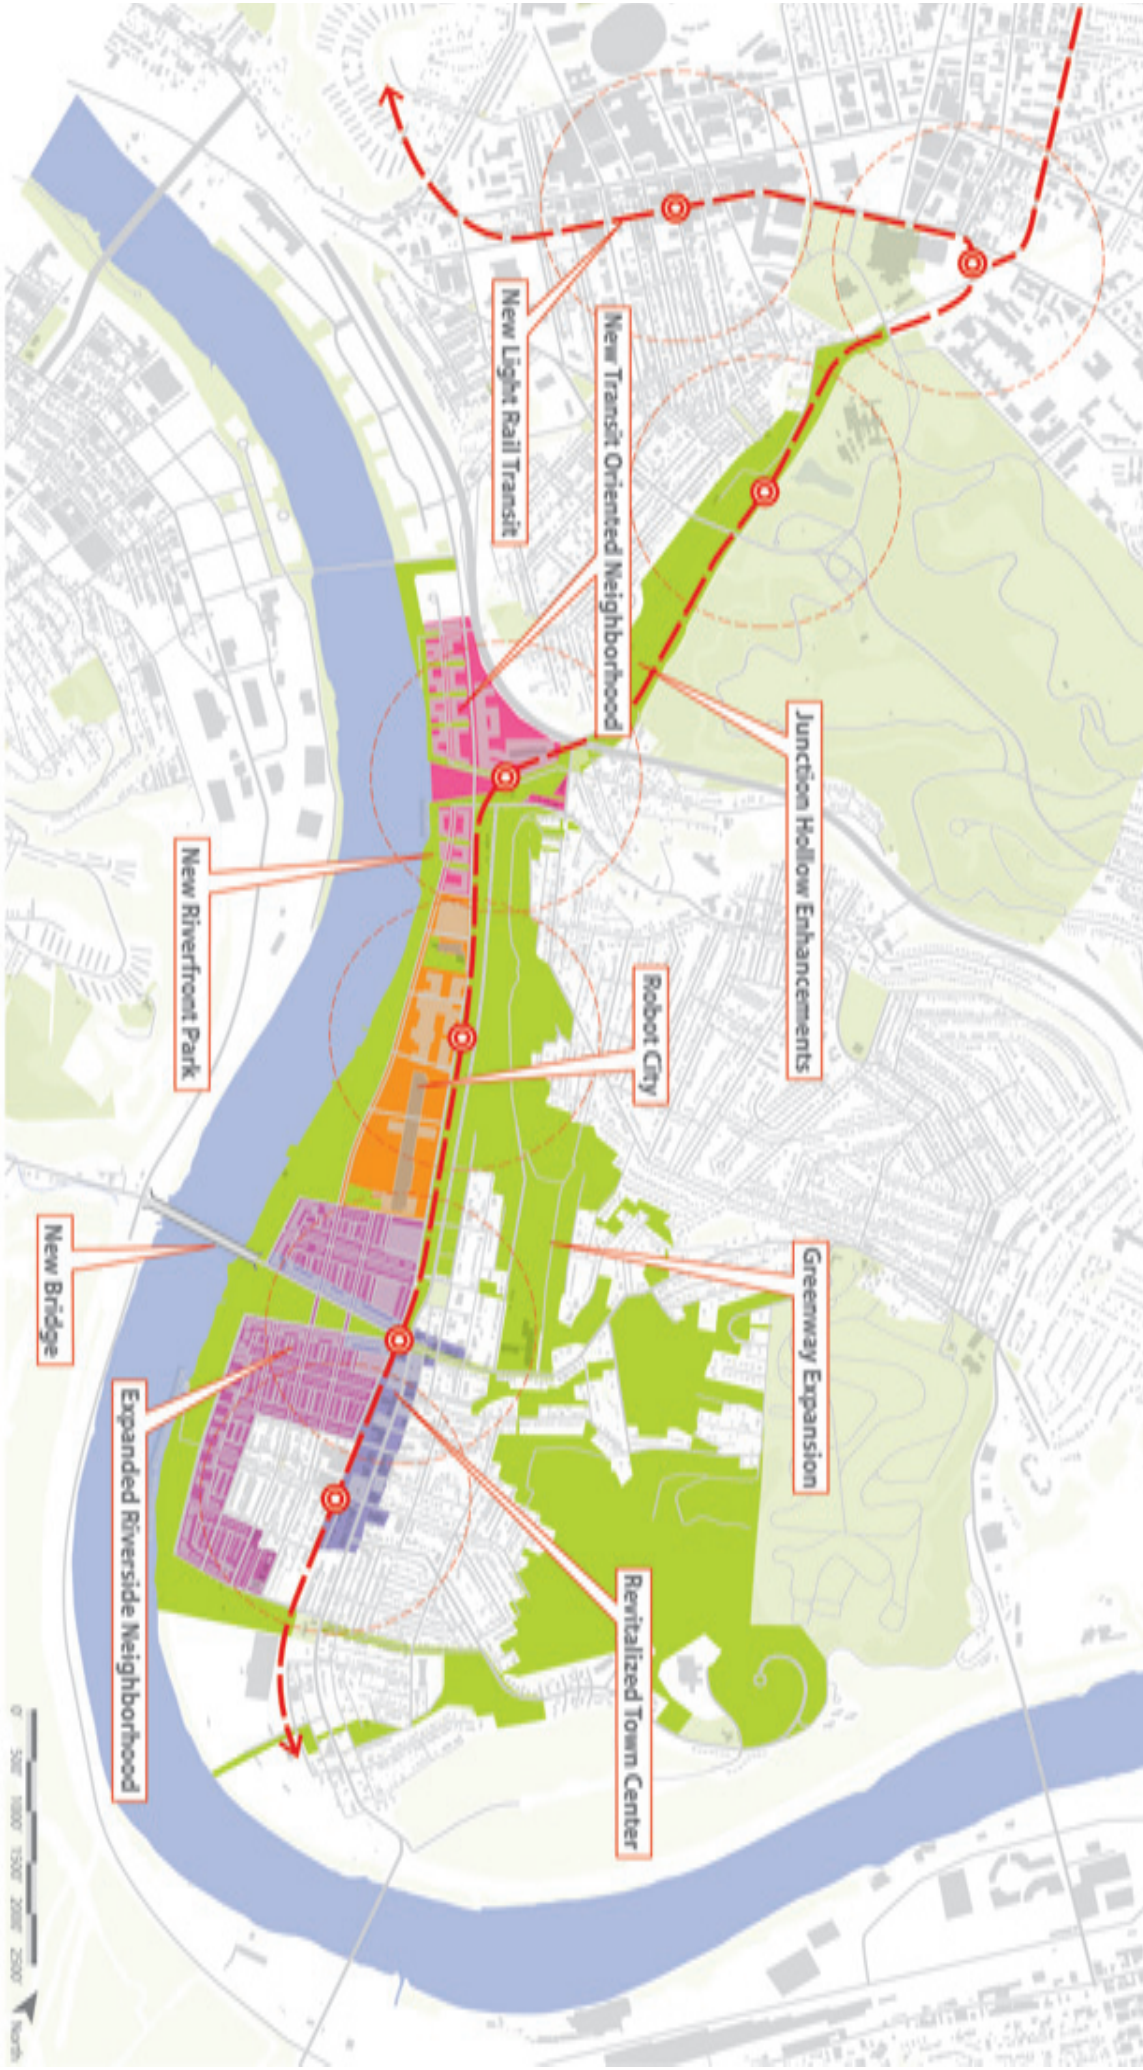 New Light Rail Transit
New Transit Oriented Neighborhood
Junction Hollow Enhancements
New Riverfront Park
Robot City
Greenway Expansion
New Bridge
Expanded Riverside Neighborhood
Revitalized Town Center
0' 500' 1000' 1500' 2000' 2500'
North